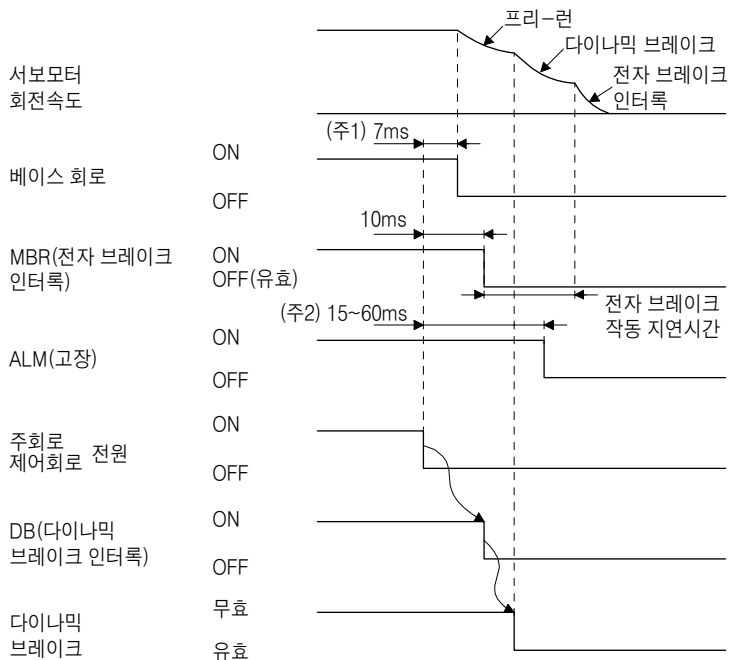 프리-런
다이나믹 브레이크
전자 브레이크
인터록
서보모터
회전속도
(주1) 7ms
베이스 회로
ON
OFF
10ms
MBR(전자 브레이크
인터록)
ON
OFF(유효)
전자 브레이크
작동 지연시간
(주2) 15~60ms
ALM(고장)
ON
OFF
주회로
제어회로 전원
ON
OFF
DB(다이나믹
브레이크 인터록)
ON
OFF
다이나믹
브레이크
무효
유효